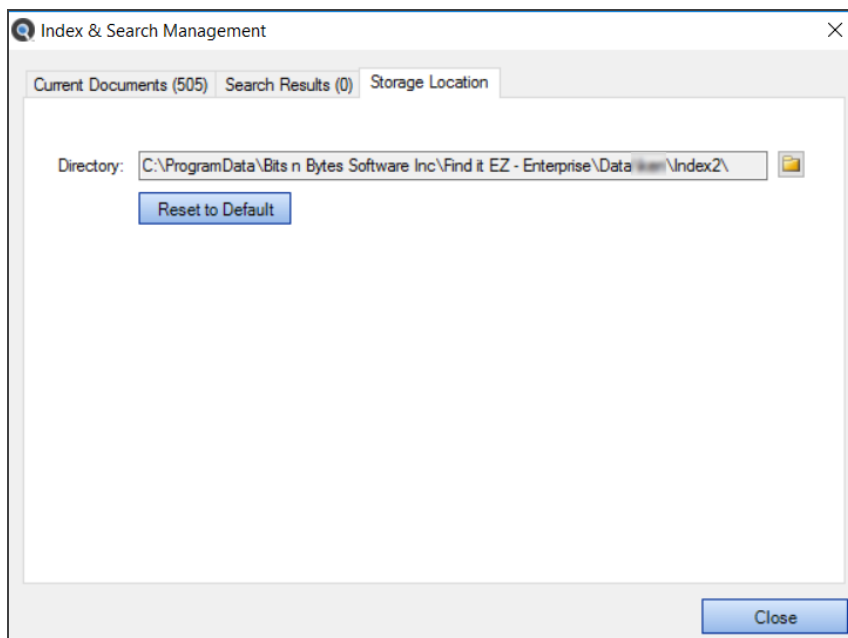 Index & Search Management
Current Documents (505) Search Results (0) Storage Location
Directory: C:\ProgramData\Bits n Bytes Software Inc\Find it EZ - Enterprise\Data \Index2\
Reset to Default
Close